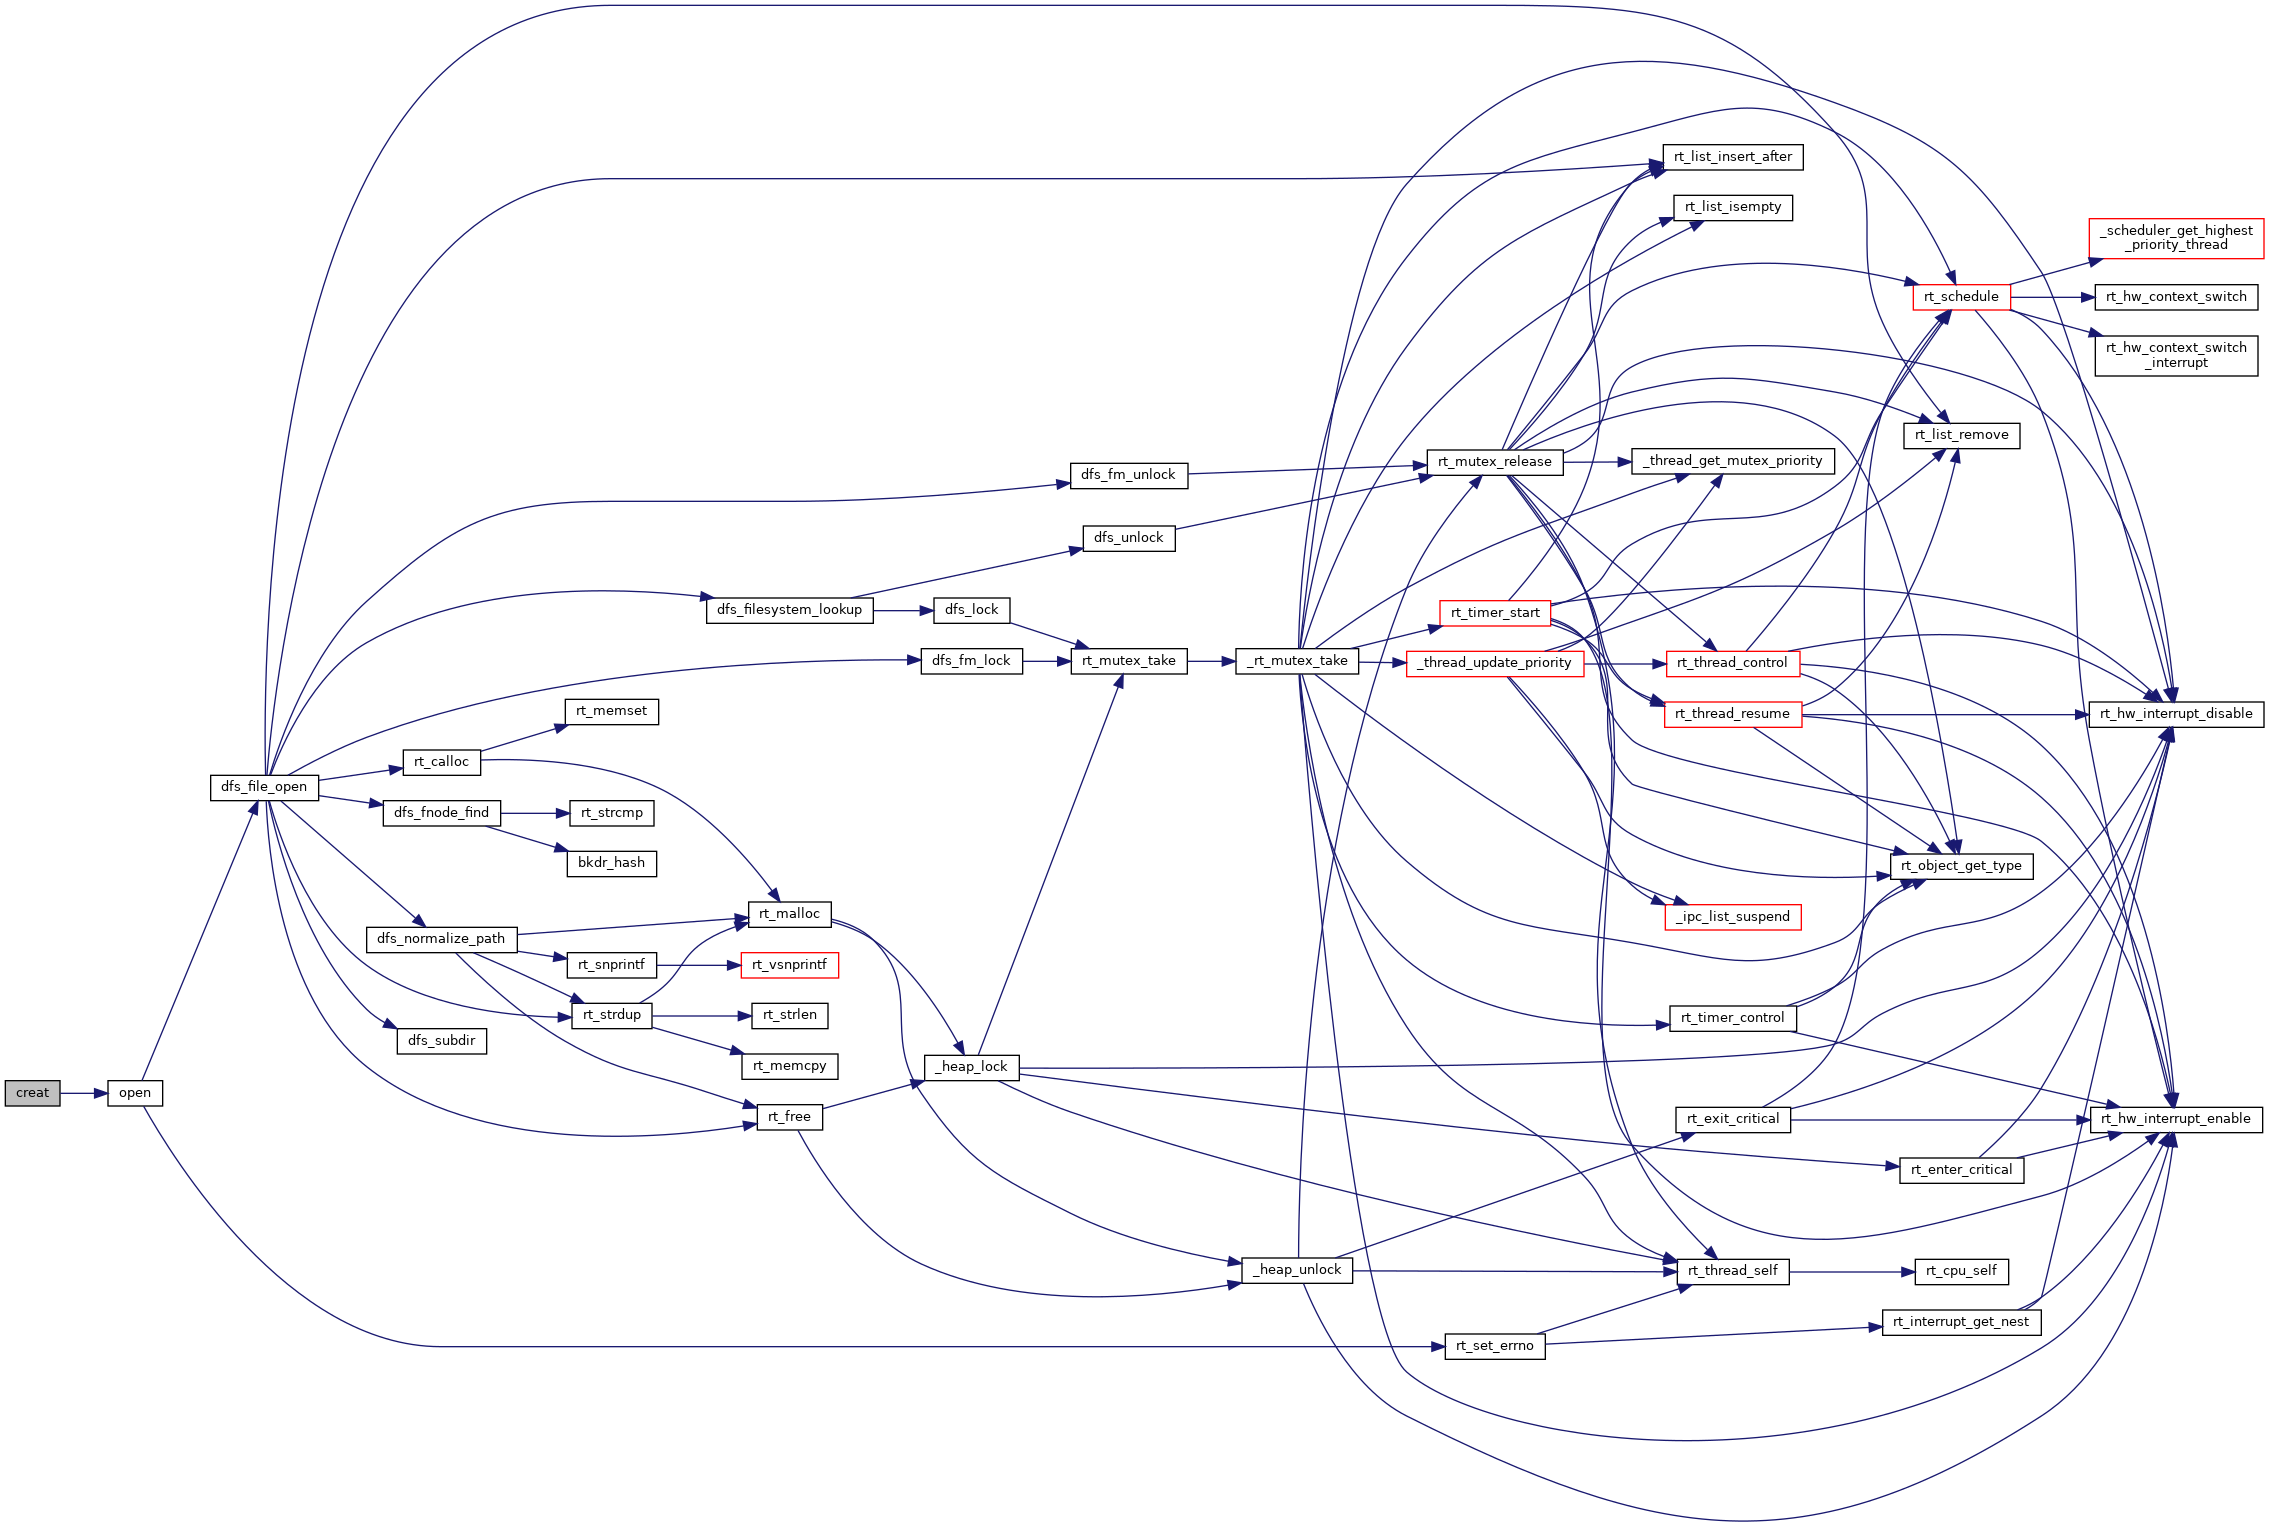 creat
open
dfs_file_open
rt_calloc
dfs_fnode_find
dfs_normalize_path
dfs_subdir
rt_memset
rt_strcmp
bkdr_hash
rt_snprintf
rt_strdup
dfs_filesystem_lookup
rt_malloc
rt_vsnprintf
rt_strlen
rt_memcpy
rt_free
dfs_lock
dfs_fm_lock
_heap_lock
dfs_fm_unlock
dfs_unlock
rt_mutex_take
_rt_mutex_take
_heap_unlock
rt_mutex_release
rt_timer_start
_thread_update_priority
rt_set_errno
rt_list_insert_after
rt_list_isempty
_thread_get_mutex_priority
rt_thread_control
rt_thread_resume
_ipc_list_suspend
rt_timer_control
rt_exit_critical
rt_thread_self
rt_schedule
rt_list_remove
rt_object_get_type
rt_enter_critical
rt_cpu_self
rt_interrupt_get_nest
_scheduler_get_highest
_priority_thread
rt_hw_context_switch
rt_hw_context_switch
_interrupt
rt_hw_interrupt_disable
rt_hw_interrupt_enable